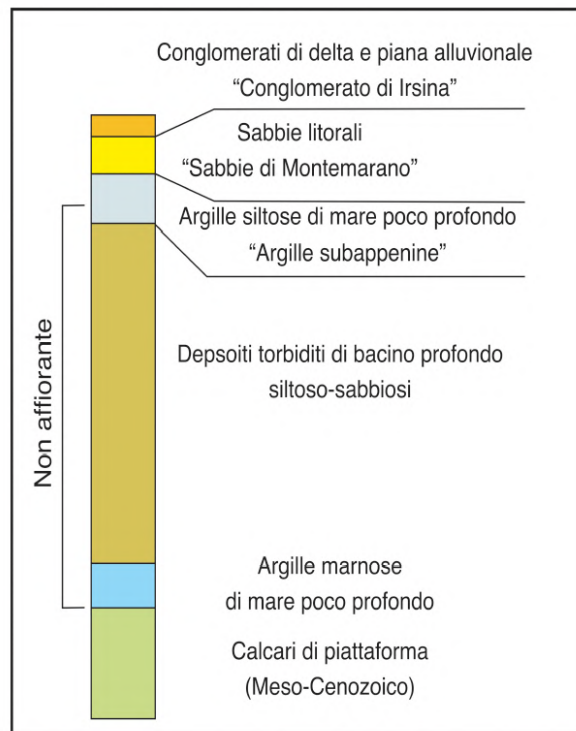 Conglomerati di delta e piana alluvionale
“Conglomerato di Irsina”
Sabbie litorali
“Sabbie di Montemarano”
Argille siltose di mare poco profondo
“Argille subappenine”
Non affiorante
Depsoiti torbiditi di bacino profondo
siltoso-sabbiosi
Argille marnose
di mare poco profondo
Calcari di piattaforma
(Meso-Cenozoico)